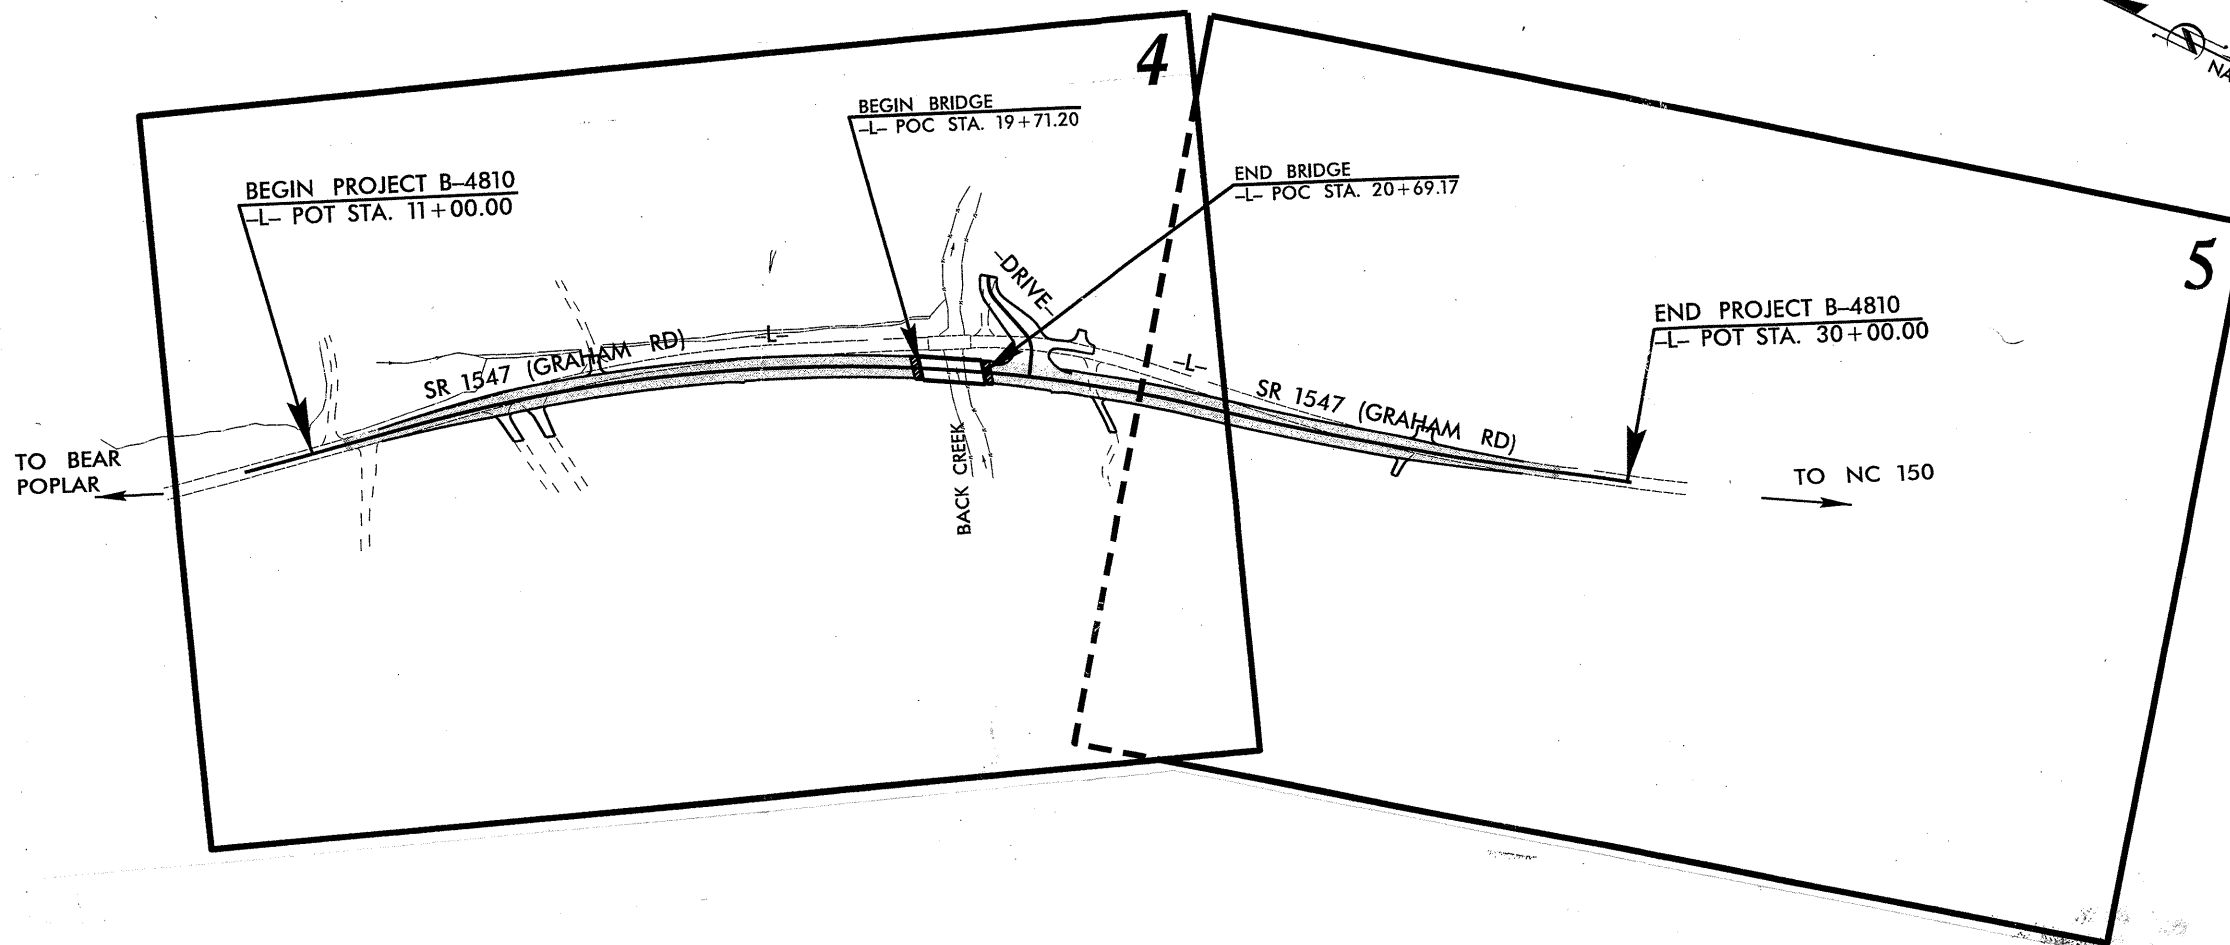 4
BEGIN BRIDGE
-L- POC STA. 19+71.20
END BRIDGE
-L- POC STA. 20+69.17
BEGIN PROJECT B-4810
-L- POT STA. 11+00.00
5
-DRIVE-
END PROJECT B-4810
-L- POT STA. 30+00.00
-L-
SR 1547 (GRAHAM RD)
-L-
SR 1547 (GRAHAM RD)
TO BEAR
POPLAR
BACK CREEK
TO NC 150